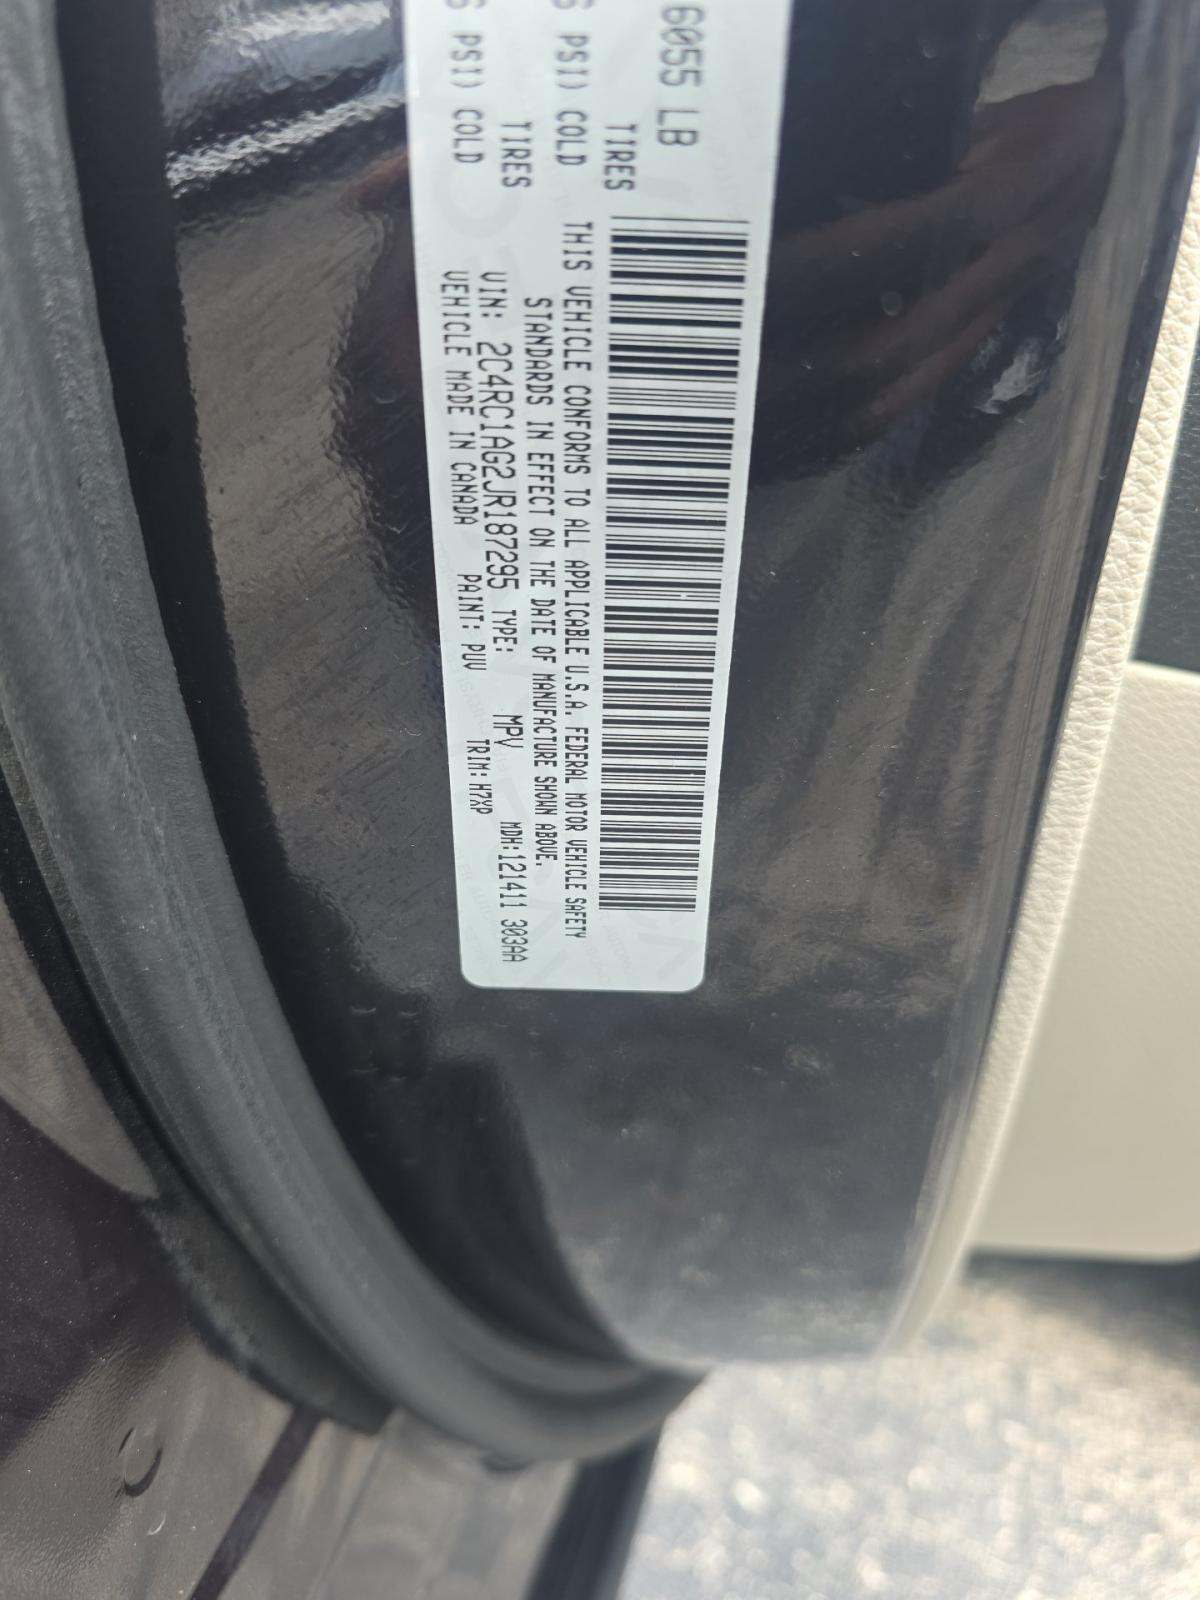 6055 LB
TIRES
PSI) COLD
TIRES
PSI) COLD
THIS VEHICLE CONFORMS TO ALL APPLICABLE U.S.A. FEDERAL MOTOR VEHICLE SAFETY
STANDARDS IN EFFECT ON THE DATE OF MANUFACTURE SHOWN ABOVE.
VIN: 2C4RC1AG2JR187295 TYPE: MPV MDH:121411 303AA
VEHICLE MADE IN CANADA PAINT: PUV TRIM: H7XP